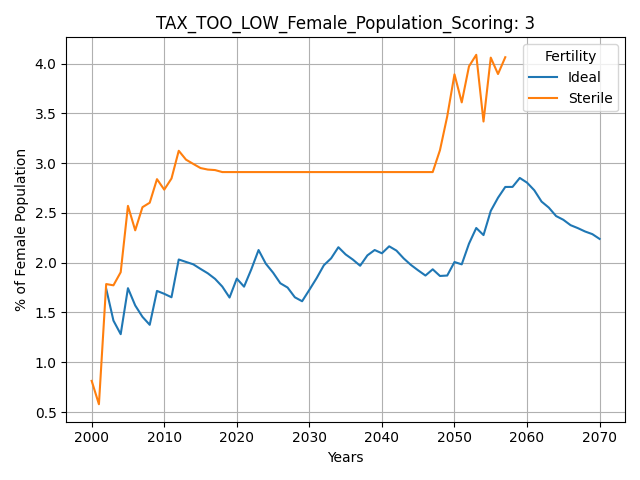 TAX_TOO_LOW_Female_Population_Scoring: 3
% of Female Population
4.0
3.5
3.0
2.5
2.0
1.5
1.0
0.5
Fertility
Ideal
Sterile
2000 2010 2020 2030 2040 2050 2060 2070
Years